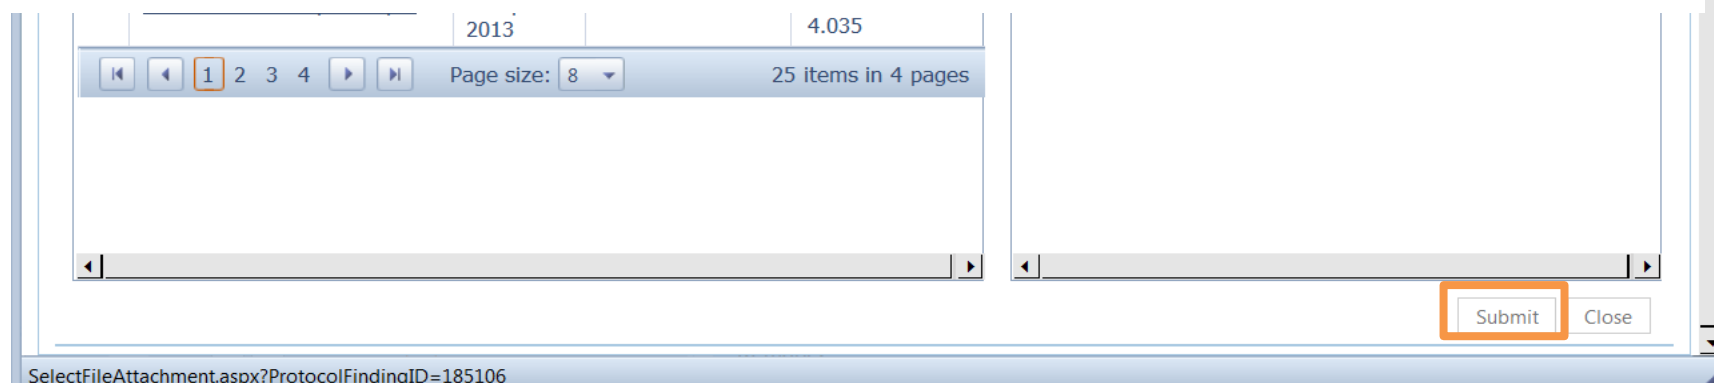 2013 4.035
1 2 3 4 Page size: 8 25 items in 4 pages
Submit Close
SelectFileAttachment.aspx?ProtocolFindingID=185106